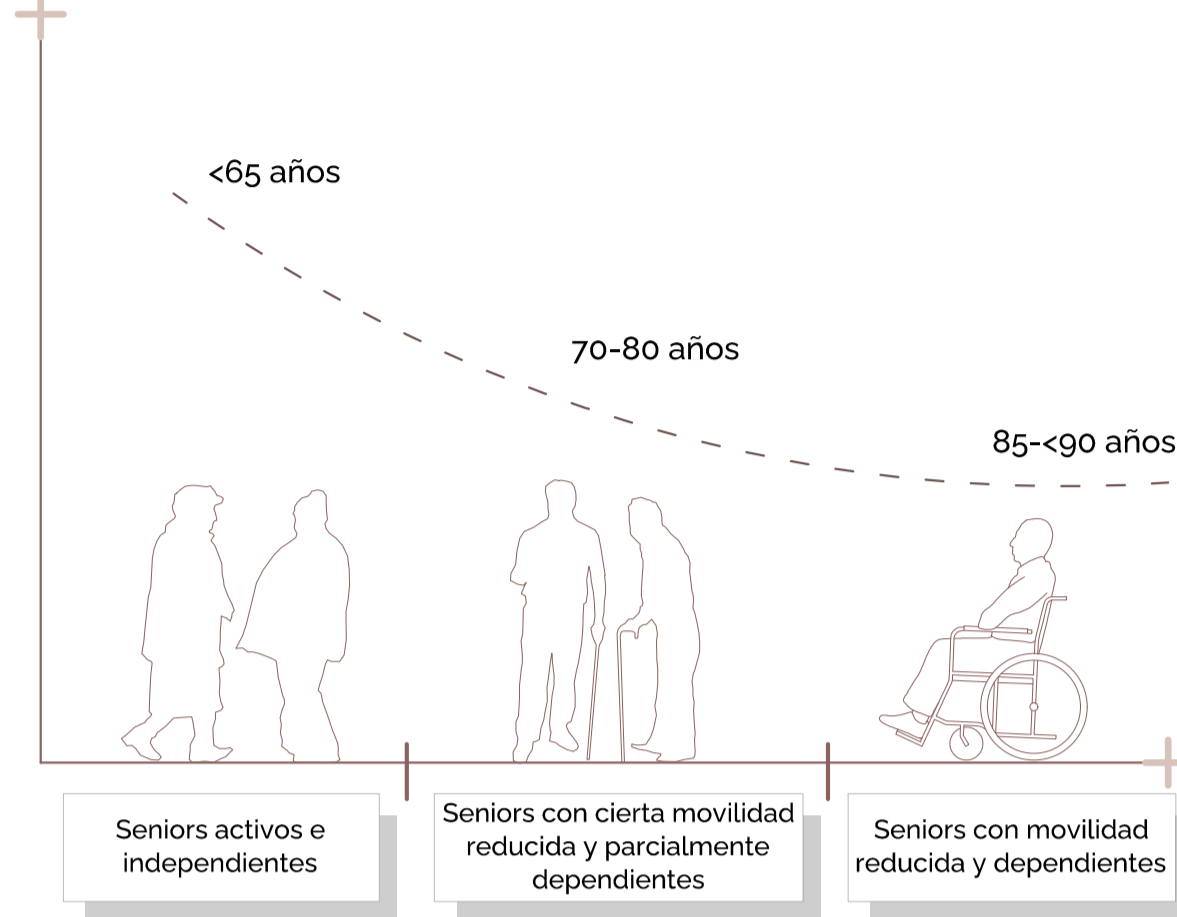 <65 años
70-80 años
85-<90 años
Seniors activos e
independientes
Seniors con cierta movilidad
reducida y parcialmente
dependientes
Seniors con movilidad
reducida y dependientes